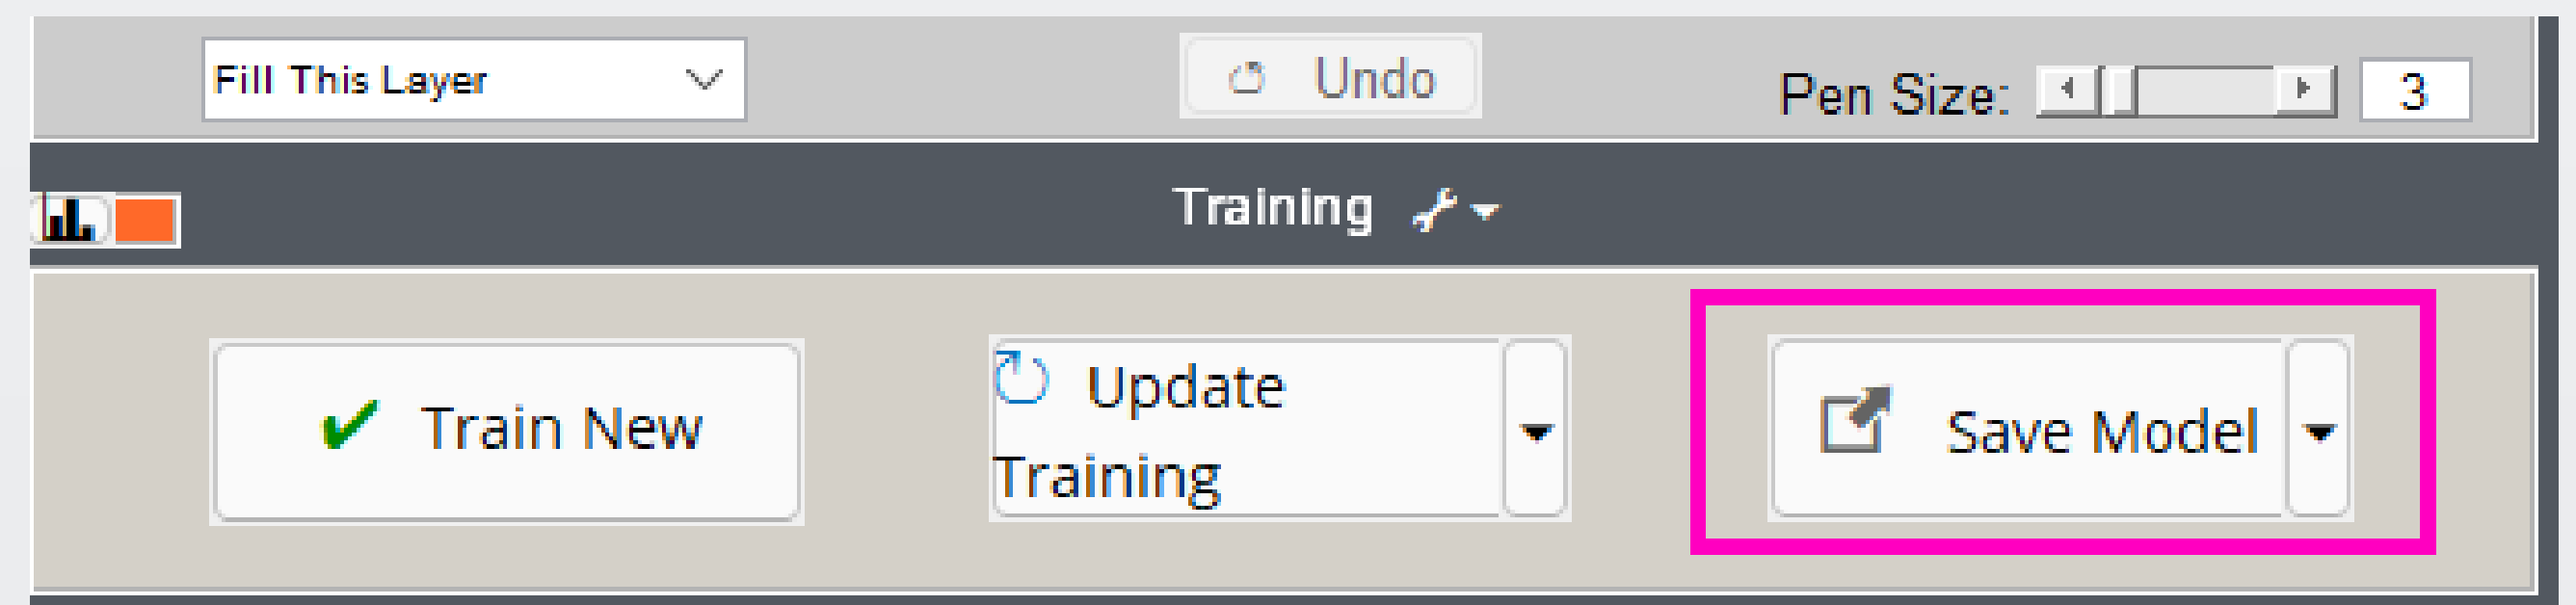 Fill This Layer
Undo
Pen Size:
3
Training
Train New
Update
Training
Save Model